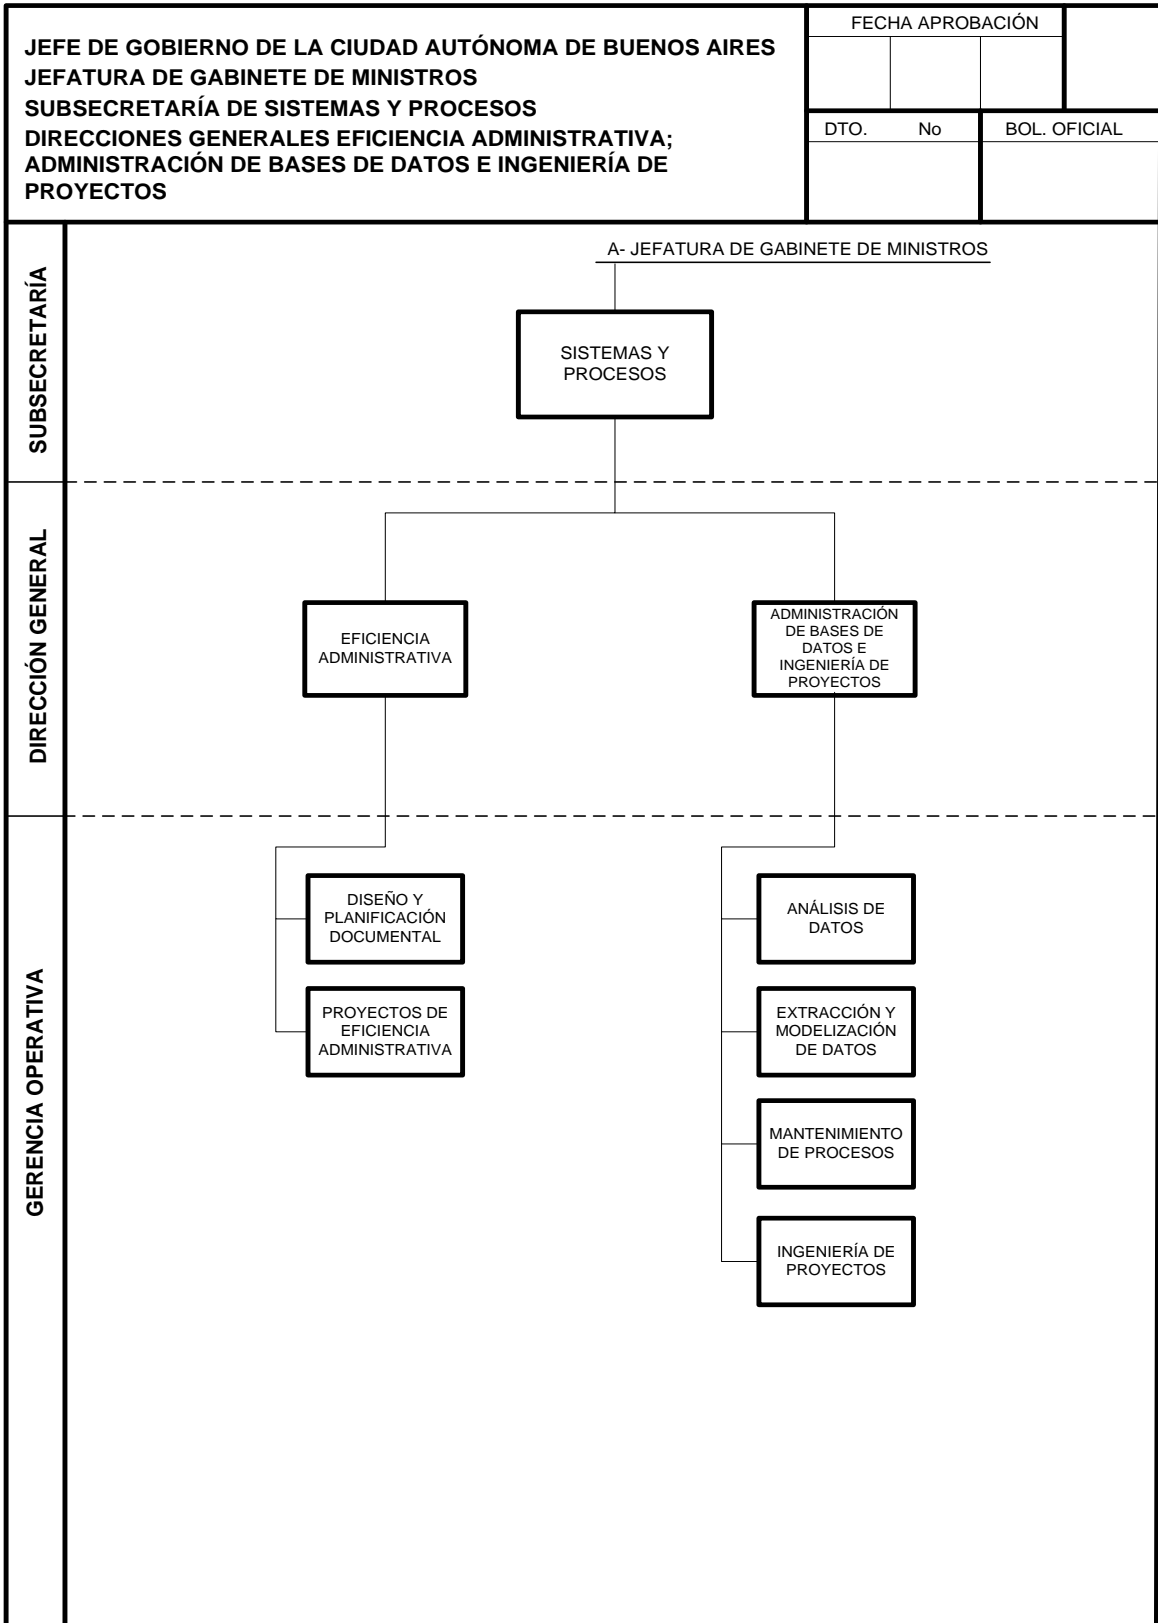 JEFE DE GOBIERNO DE LA CIUDAD AUTÓNOMA DE BUENOS AIRES
JEFATURA DE GABINETE DE MINISTROS
SUBSECRETARÍA DE SISTEMAS Y PROCESOS
DIRECCIONES GENERALES EFICIENCIA ADMINISTRATIVA;
ADMINISTRACIÓN DE BASES DE DATOS E INGENIERÍA DE
PROYECTOS
FECHA APROBACIÓN
DTO. No
BOL. OFICIAL
SUBSECRETARÍA
A- JEFATURA DE GABINETE DE MINISTROS
SISTEMAS Y
PROCESOS
DIRECCIÓN GENERAL
EFICIENCIA
ADMINISTRATIVA
ADMINISTRACIÓN
DE BASES DE
DATOS E
INGENIERÍA DE
PROYECTOS
GERENCIA OPERATIVA
DISEÑO Y
PLANIFICACIÓN
DOCUMENTAL
PROYECTOS DE
EFICIENCIA
ADMINISTRATIVA
ANÁLISIS DE
DATOS
EXTRACCIÓN Y
MODELIZACIÓN
DE DATOS
MANTENIMIENTO
DE PROCESOS
INGENIERÍA DE
PROYECTOS